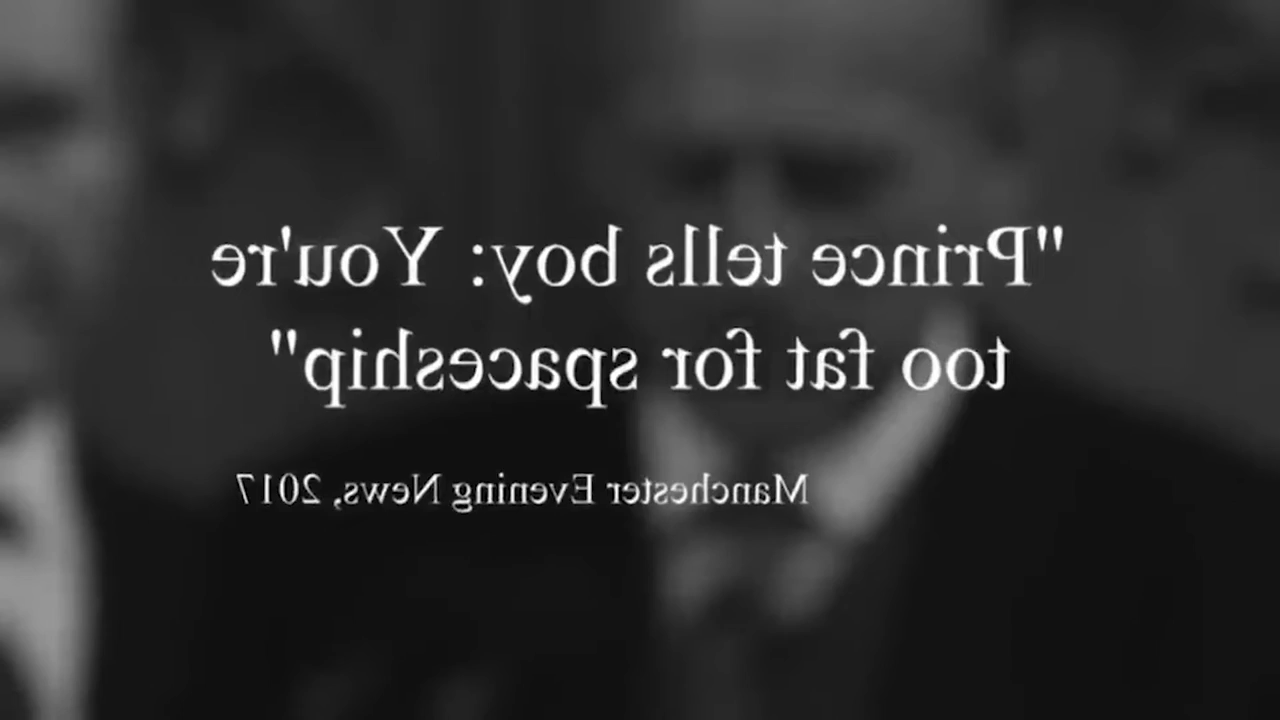 "Prince tells boy: You're
too fat for spaceship"
Manchester Evening News, 2017